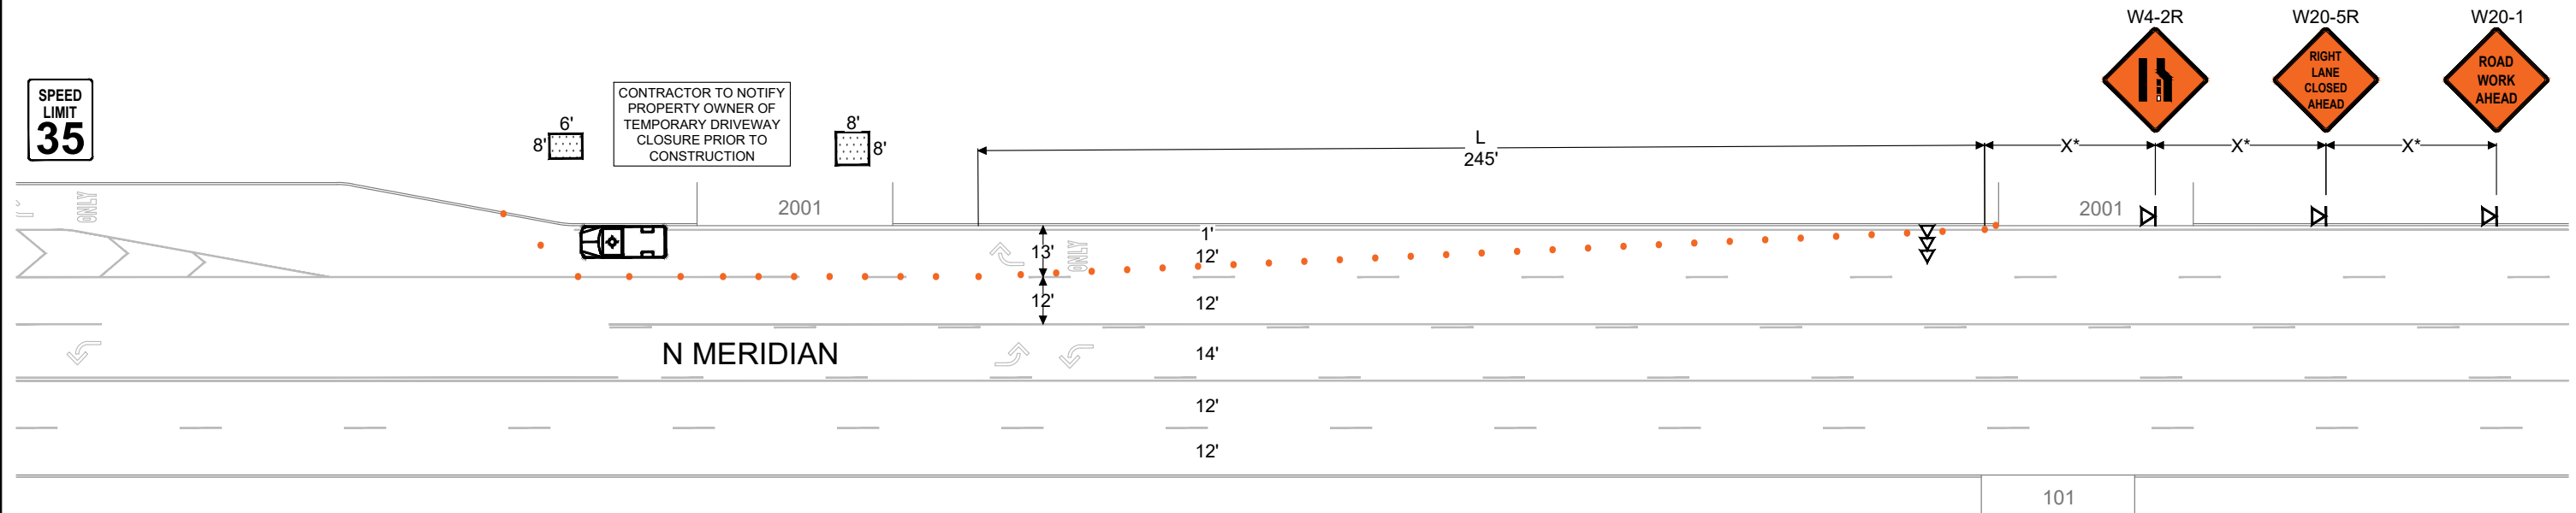 W4-2R
W20-5R
W20-1
SPEED
LIMIT
35
RIGHT
LANE
CLOSED
AHEAD
ROAD
WORK
AHEAD
CONTRACTOR TO NOTIFY
PROPERTY OWNER OF
TEMPORARY DRIVEWAY
CLOSURE PRIOR TO
CONSTRUCTION
6'
8'
8'
8'
L
245'
X*
X*
X*
ONLY
2001
2001
13'
ONLY
1'
12'
12'
12'
N MERIDIAN
14'
12'
12'
101